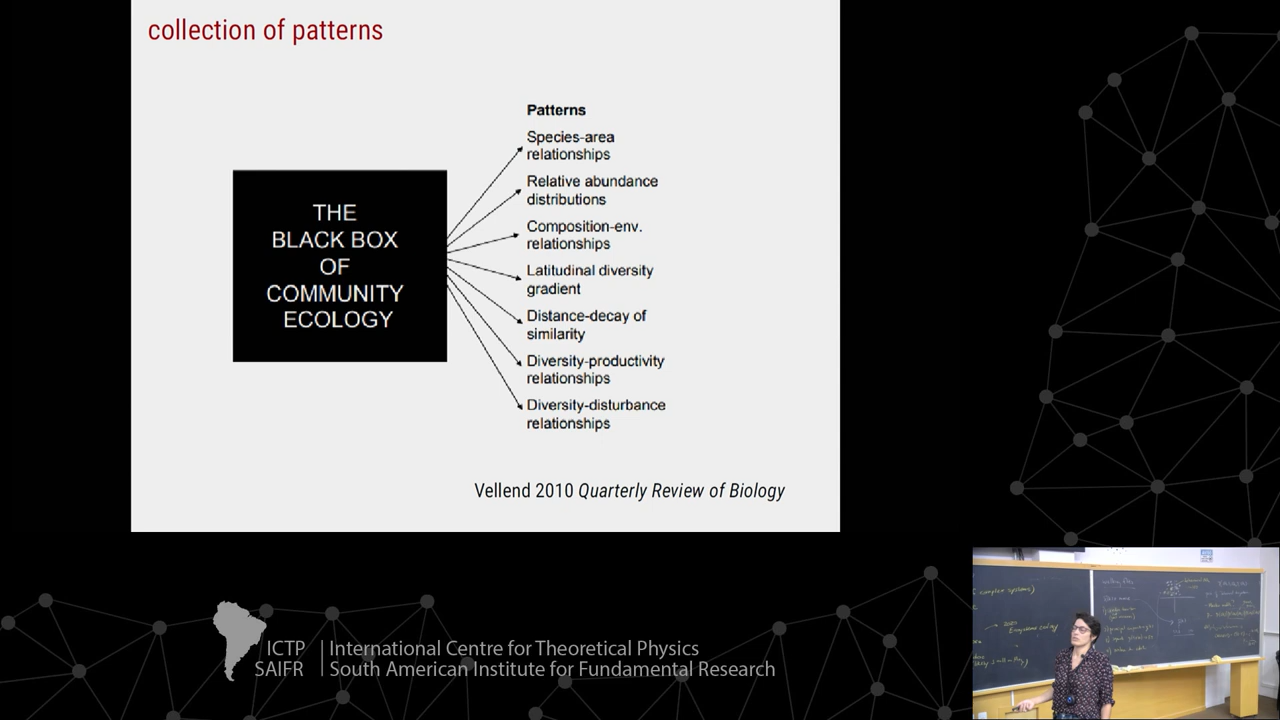 collection of patterns
THE
BLACK BOX
OF
COMMUNITY
ECOLOGY
Patterns
Species-area
relationships
Relative abundance
distributions
Composition-env.
relationships
Latitudinal diversity
gradient
Distance-decay of
similarity
Diversity-productivity
relationships
Diversity-disturbance
relationships
Vellend 2010 Quarterly Review of Biology
ICTP
SAIFR
International Centre for Theoretical Physics
South American Institute for Fundamental Research
complex systems)